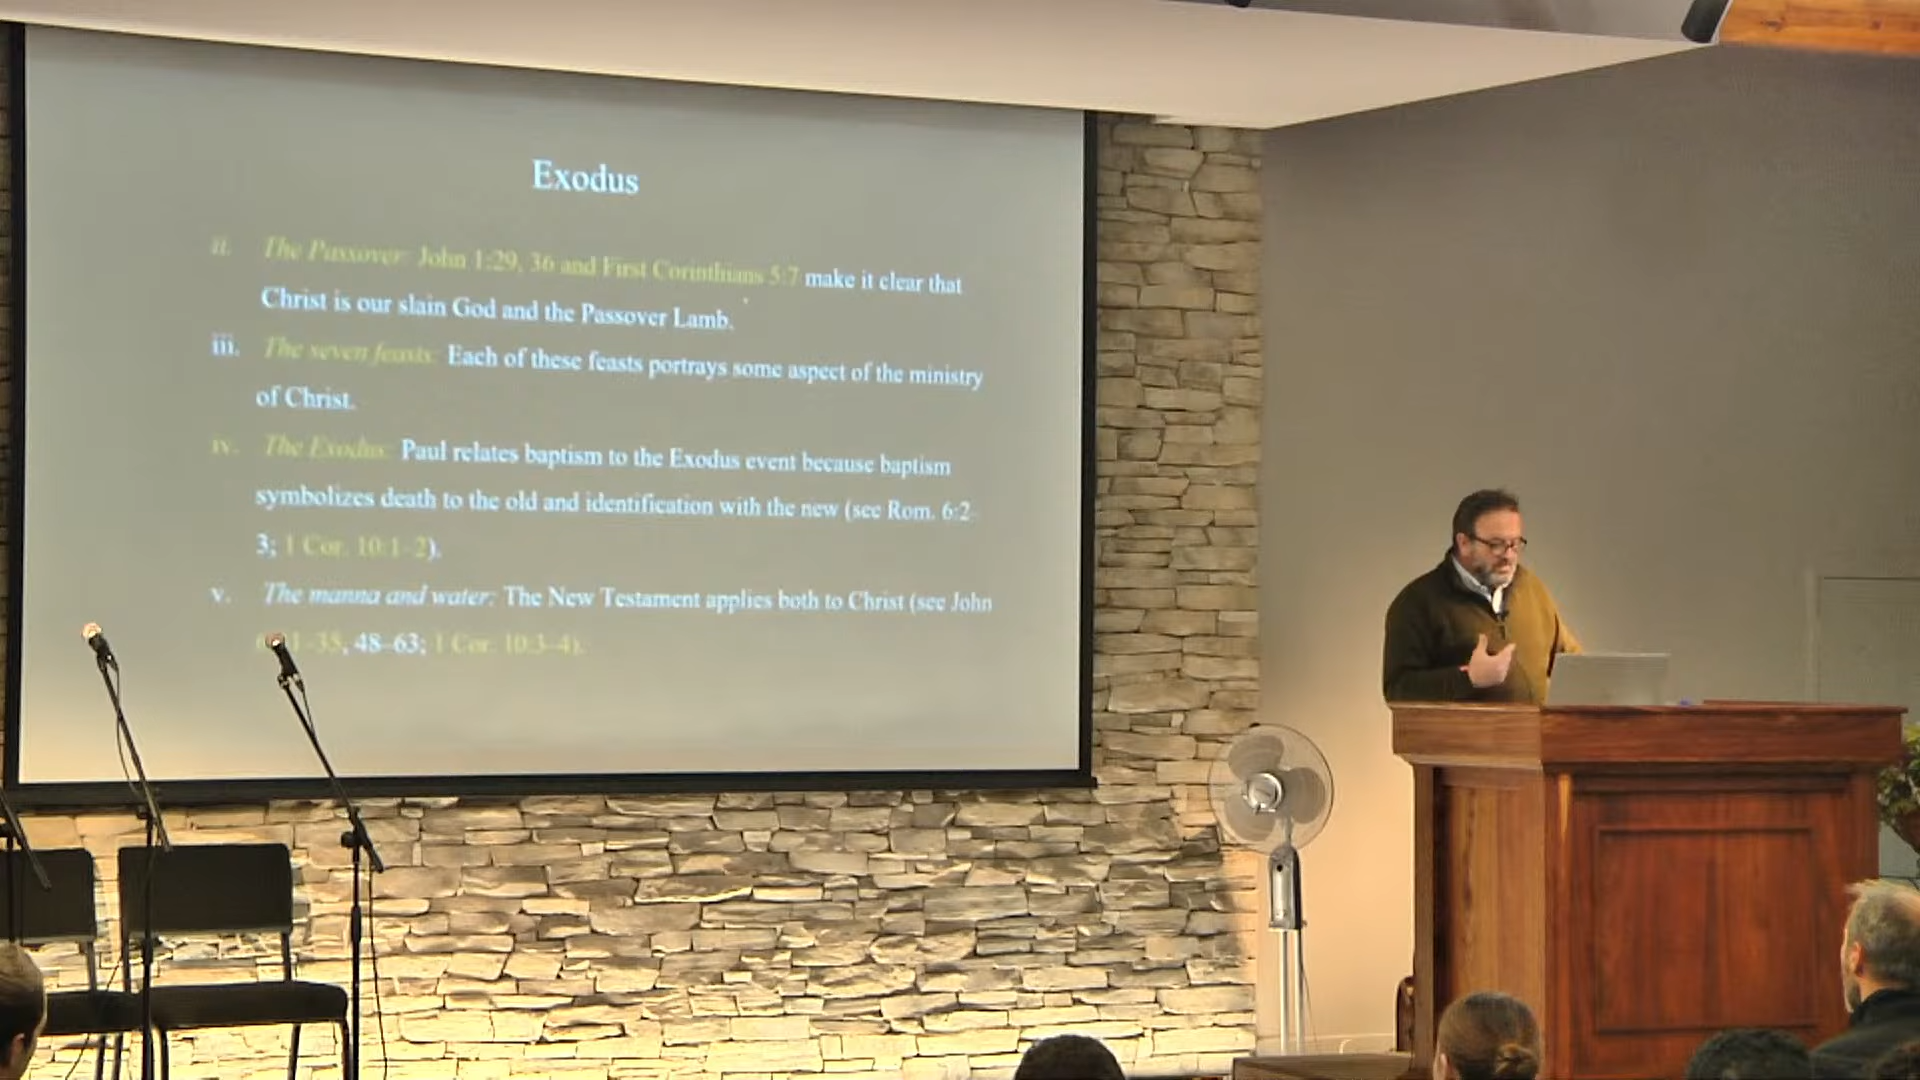 Exodus
ii. The Passover: John 1:29, 36 and First Corinthians 5:7 make it clear that
Christ is our slain God and the Passover Lamb.
iii. The seven feasts: Each of these feasts portrays some aspect of the ministry
of Christ.
iv. The Exodus: Paul relates baptism to the Exodus event because baptism
symbolizes death to the old and identification with the new (see Rom. 6:2-
3; 1 Cor. 10:1–2).
v. The manna and water: The New Testament applies both to Christ (see John
48–63; 1 Cor. 10:3–4).